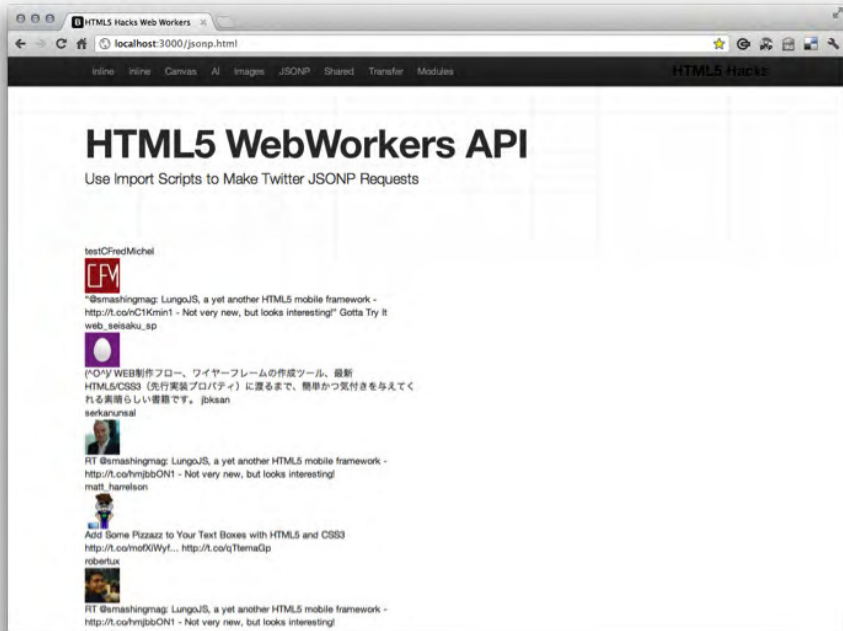 HTML5 Hacks Web Workers
localhost:3000/jsonp.html
Inline Inline Canvas AI Images JSONP Shared Transfer Modules HTML5 Hacks
HTML5 WebWorkers API
Use Import Scripts to Make Twitter JSONP Requests
testCFredMichel
CFM
"@smashingmag: LungoJS, a yet another HTML5 mobile framework -
http://t.co/nC1Kmin1 - Not very new, but looks interesting!" Gotta Try It
web_seisaku_sp
(^O^)/ WEB制作フロー、ワイヤーフレームの作成ツール、最新
HTML5/CSS3（先行実装プロパティ）に渡るまで、簡単かつ気付きを与えてく
れる素晴らしい書籍です。 jbksan
serkanunsal
RT @smashingmag: LungoJS, a yet another HTML5 mobile framework -
http://t.co/hmjbbON1 - Not very new, but looks interesting!
matt_harrelson
Add Some Pizzazz to Your Text Boxes with HTML5 and CSS3
http://t.co/mofXiWyf... http://t.co/qTtemaGp
robertux
RT @smashingmag: LungoJS, a yet another HTML5 mobile framework -
http://t.co/hmjbbON1 - Not very new, but looks interesting!